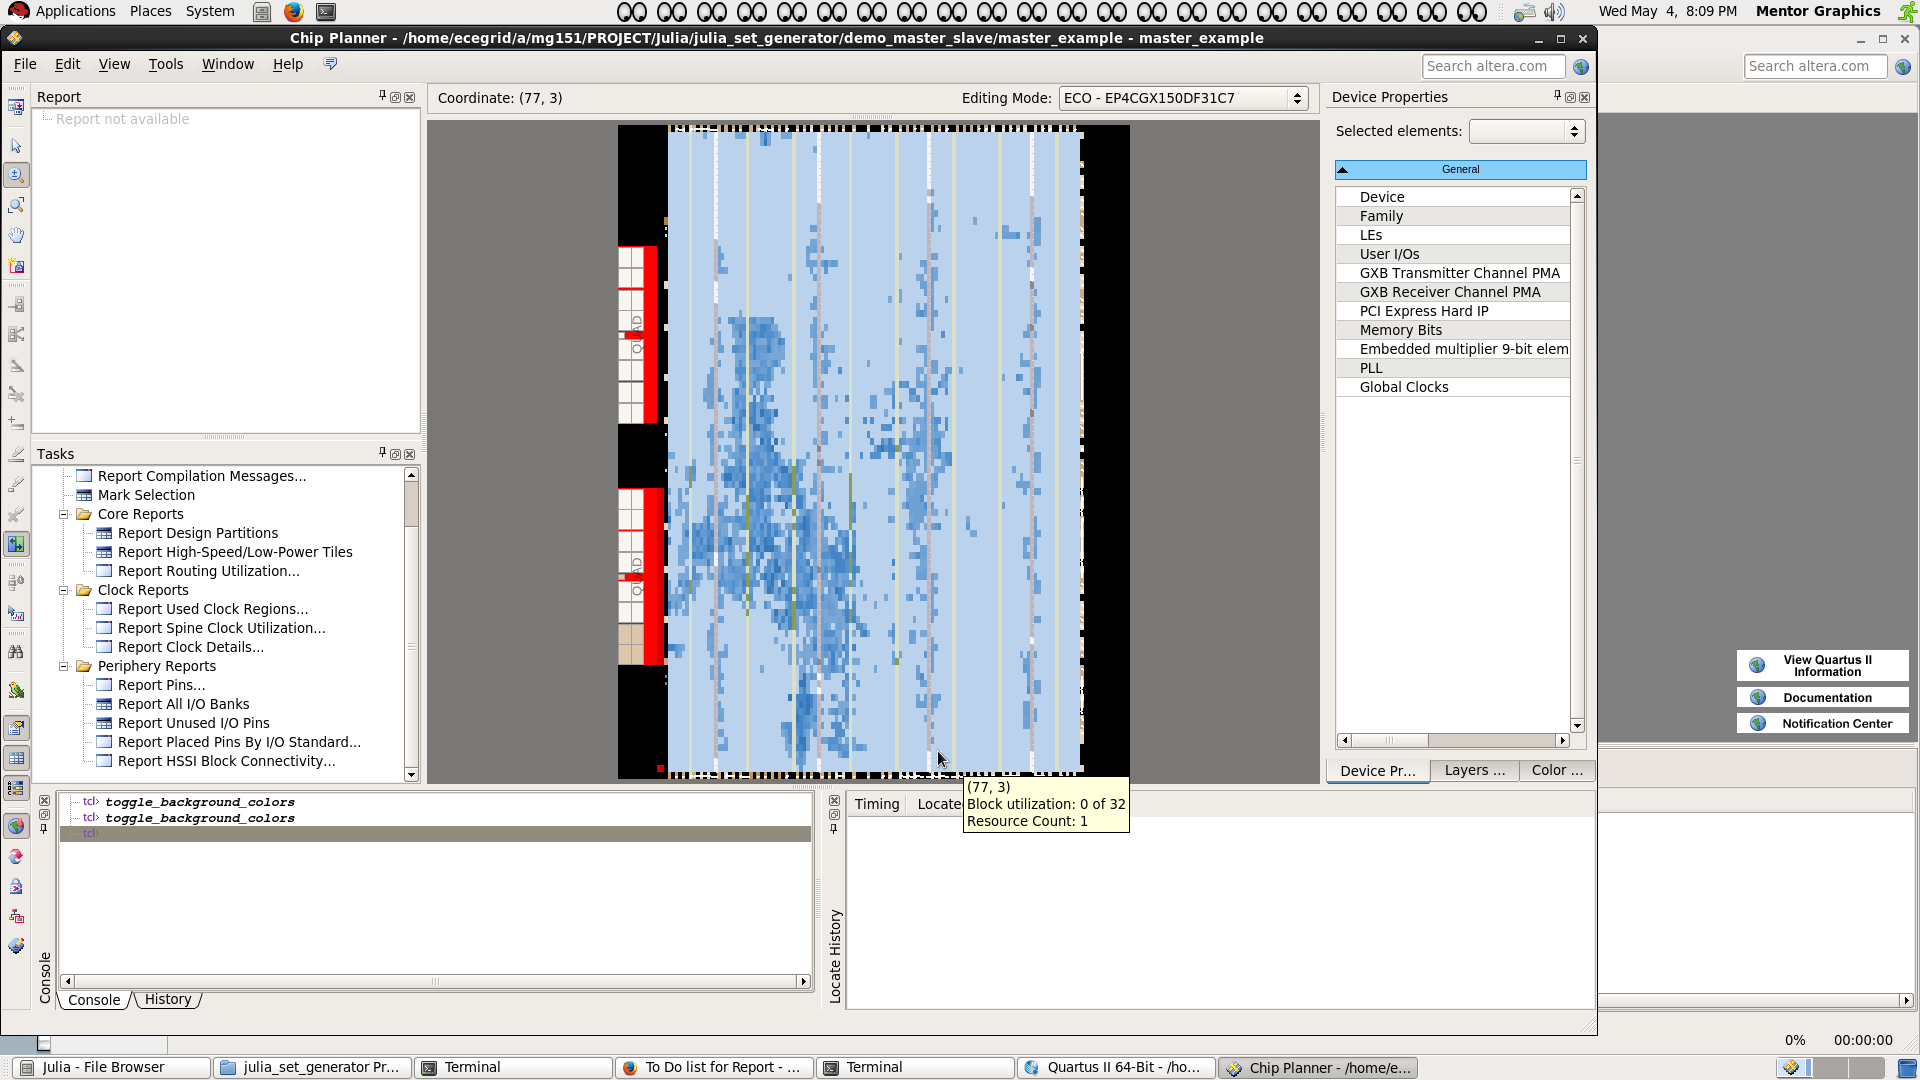 Applications Places System
Wed May 4, 8:09 PM Mentor Graphics
Chip Planner - /home/ecegrid/a/mg151/PROJECT/Julia/julia_set_generator/demo_master_slave/master_example - master_example
File Edit View Tools Window Help
Search altera.com
Search altera.com
Report
Report not available
Coordinate: (77, 3)
Editing Mode: ECO - EP4CGX150DF31C7
Device Properties
Selected elements:
General
Device
Family
LEs
User I/Os
GXB Transmitter Channel PMA
GXB Receiver Channel PMA
PCI Express Hard IP
Memory Bits
Embedded multiplier 9-bit elem
PLL
Global Clocks
QUAD
QUAD
Tasks
Report Compilation Messages...
Mark Selection
Core Reports
Report Design Partitions
Report High-Speed/Low-Power Tiles
Report Routing Utilization...
Clock Reports
Report Used Clock Regions...
Report Spine Clock Utilization...
Report Clock Details...
Periphery Reports
Report Pins...
Report All I/O Banks
Report Unused I/O Pins
Report Placed Pins By I/O Standard...
Report HSSI Block Connectivity...
View Quartus II
Information
Documentation
Notification Center
Device Pr... Layers ... Color ...
(77, 3)
Block utilization: 0 of 32
Resource Count: 1
tcl> toggle_background_colors
tcl> toggle_background_colors
tcl>
Console
Console History
Timing Locate
Locate History
0% 00:00:00
Julia - File Browser
julia_set_generator Pr...
Terminal
To Do list for Report - ...
Terminal
Quartus II 64-Bit - /ho...
Chip Planner - /home/e...